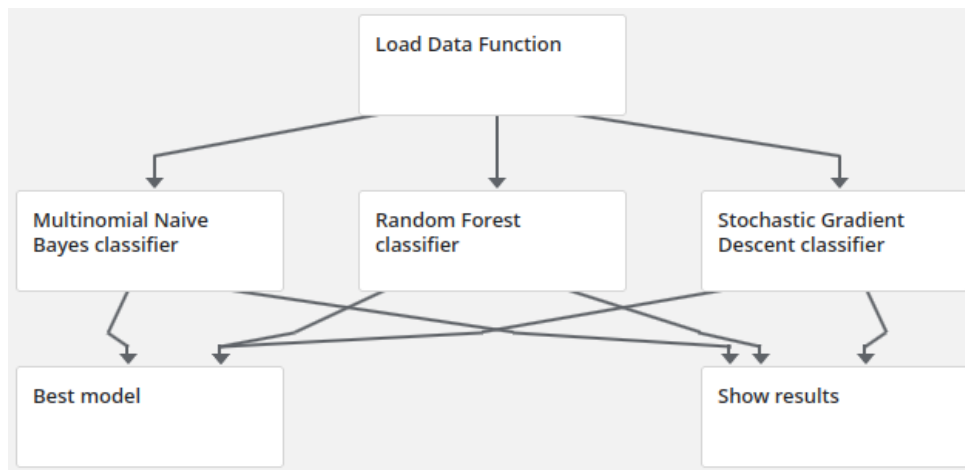 Load Data Function
Multinomial Naive
Bayes classifier
Random Forest
classifier
Stochastic Gradient
Descent classifier
Best model
Show results